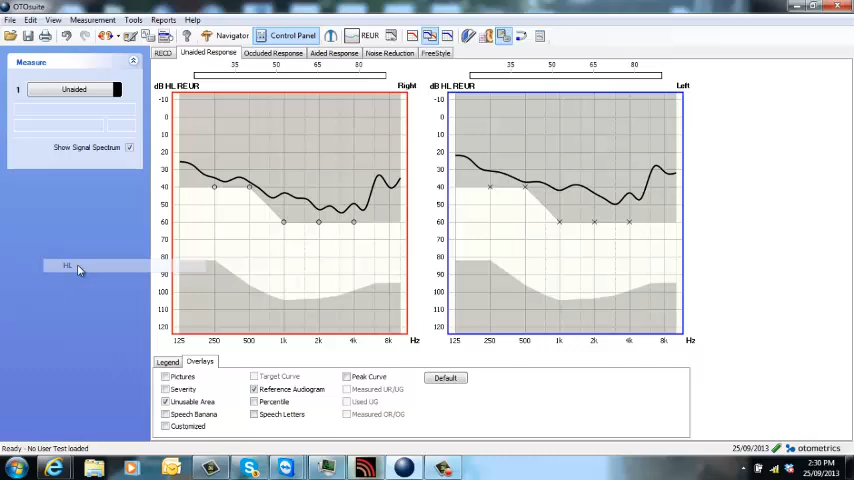 OTOsuite
File Edit View Measurement Tools Reports Help
Navigator Control Panel REUR
Measure
1 Unaided
Show Signal Spectrum
HL
Unaided Response Occluded Response Aided Response Noise Reduction FreeStyle
35 50 65 80
35 50 65 80
dB HL REUR Right
dB HL REUR Left
-10
0
10
20
30
40
50
60
70
80
90
100
110
120
125 250 500 1k 2k 4k 8k Hz
-10
0
10
20
30
40
50
60
70
80
90
100
110
120
125 250 500 1k 2k 4k 8k Hz
Legend Overlays
Pictures Target Curve Peak Curve Default
Severity Reference Audiogram Measured UR/UG
Unusable Area Percentile Used UG
Speech Banana Speech Letters Measured OR/OG
Customized
Ready - No User Test loaded 25/09/2013 otometrics
2:30 PM
25/09/2013